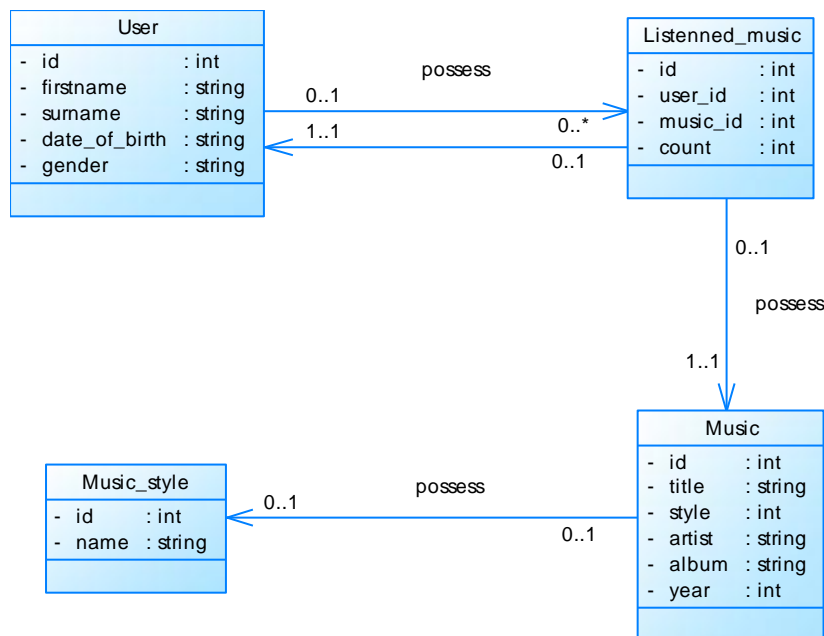 User
- id : int
- firstname : string
- surname : string
- date_of_birth : string
- gender : string
possess
0..1
0..*
1..1
0..1
Listenned_music
- id : int
- user_id : int
- music_id : int
- count : int
0..1
possess
1..1
Music_style
- id : int
- name : string
possess
0..1
0..1
Music
- id : int
- title : string
- style : int
- artist : string
- album : string
- year : int